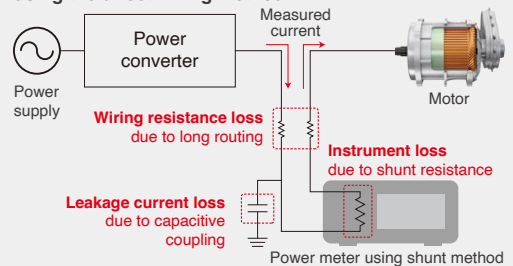 Measured
current
Power
converter
Power
supply
Motor
Wiring resistance loss
due to long routing
Instrument loss
due to shunt resistance
Leakage current loss
due to capacitive
coupling
Power meter using shunt method